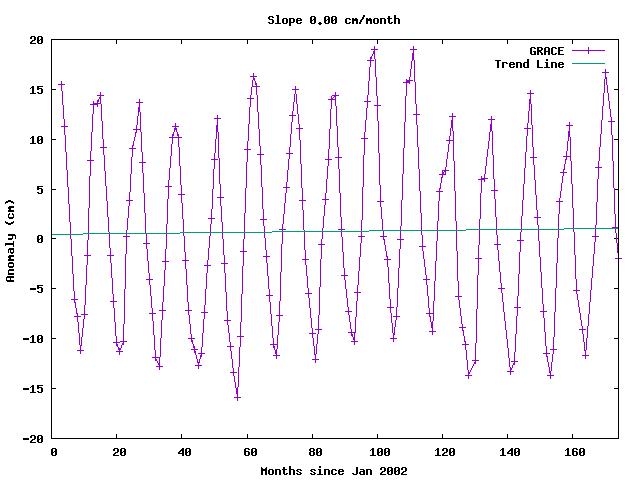 Slope 0.00 cm/month
20
15
10
5
0
-5
-10
-15
-20
Anomaly (cm)
GRACE
Trend Line
0 20 40 60 80 100 120 140 160
Months since Jan 2002